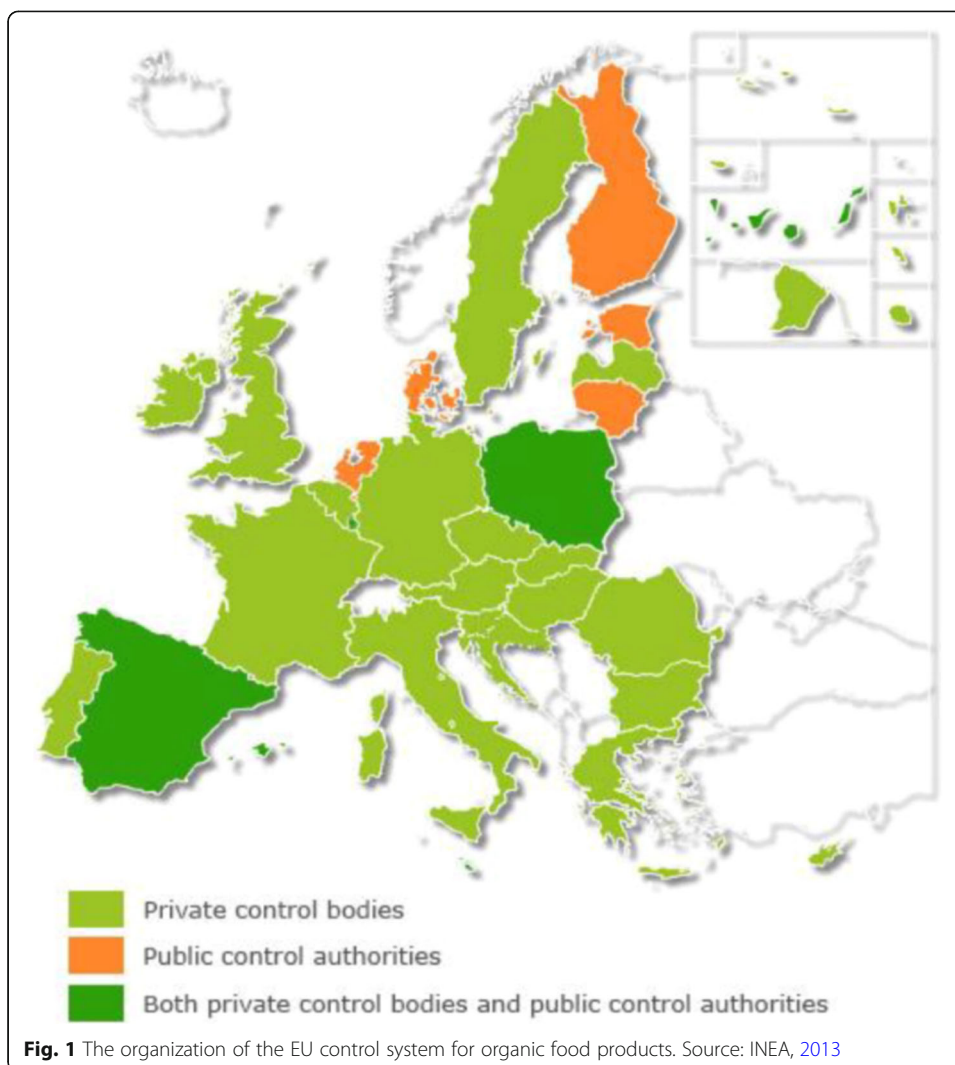 Private control bodies
Public control authorities
Both private control bodies and public control authorities
Fig. 1 The organization of the EU control system for organic food products. Source: INEA, 2013